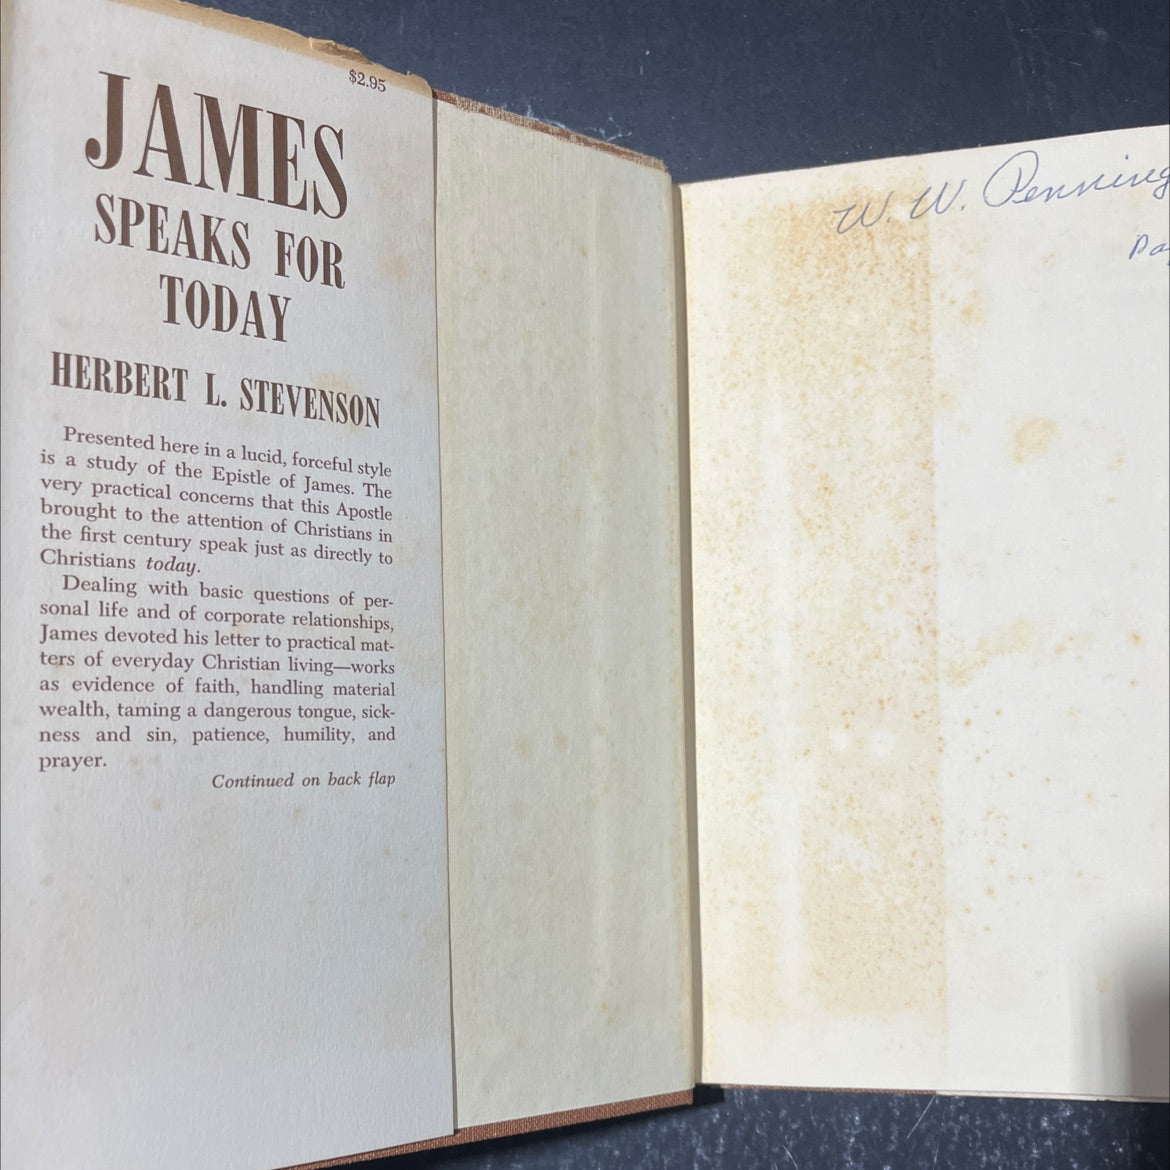 $2.95
JAMES
SPEAKS FOR
TODAY
HERBERT L. STEVENSON
Presented here in a lucid, forceful style
is a study of the Epistle of James. The
very practical concerns that this Apostle
brought to the attention of Christians in
the first century speak just as directly to
Christians today.
Dealing with basic questions of per-
sonal life and of corporate relationships,
James devoted his letter to practical mat-
ters of everyday Christian living—works
as evidence of faith, handling material
wealth, taming a dangerous tongue, sick-
ness and sin, patience, humility, and
prayer.
Continued on back flap
W. W. Penning